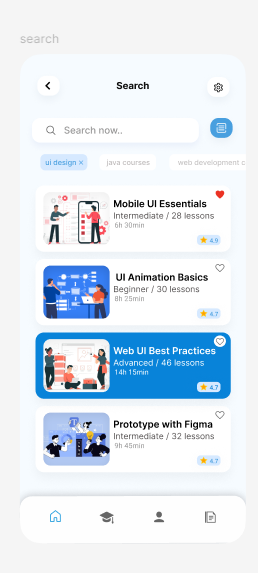 search
Search
Search now..
ui design ×
java courses
web development c
Mobile UI Essentials
Intermediate / 28 lessons
6h 30min
4.9
UI Animation Basics
Beginner / 30 lessons
8h 25min
4.7
Web UI Best Practices
Advanced / 46 lessons
14h 15min
4.7
Prototype with Figma
Intermediate / 32 lessons
9h 45min
4.7